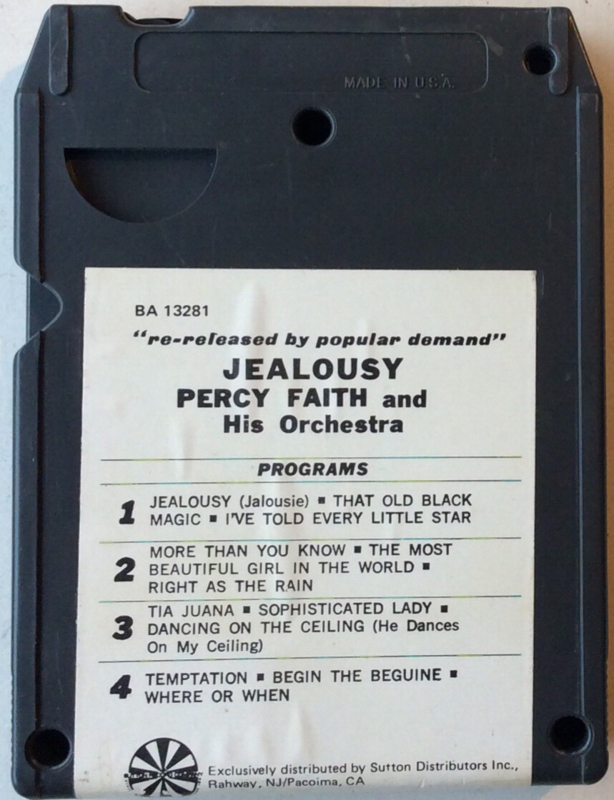 MADE IN U.S.A.
BA 13281
"re-released by popular demand"
JEALOUSY
PERCY FAITH and
His Orchestra
PROGRAMS
1 JEALOUSY (Jalousie) ▪ THAT OLD BLACK
MAGIC ▪ I'VE TOLD EVERY LITTLE STAR
2 MORE THAN YOU KNOW ▪ THE MOST
BEAUTIFUL GIRL IN THE WORLD ▪
RIGHT AS THE RAIN
3 TIA JUANA ▪ SOPHISTICATED LADY ▪
DANCING ON THE CEILING (He Dances
On My Ceiling)
4 TEMPTATION ▪ BEGIN THE BEGUINE ▪
WHERE OR WHEN
Exclusively distributed by Sutton Distributors Inc.,
Rahway, NJ/Pacoima, CA